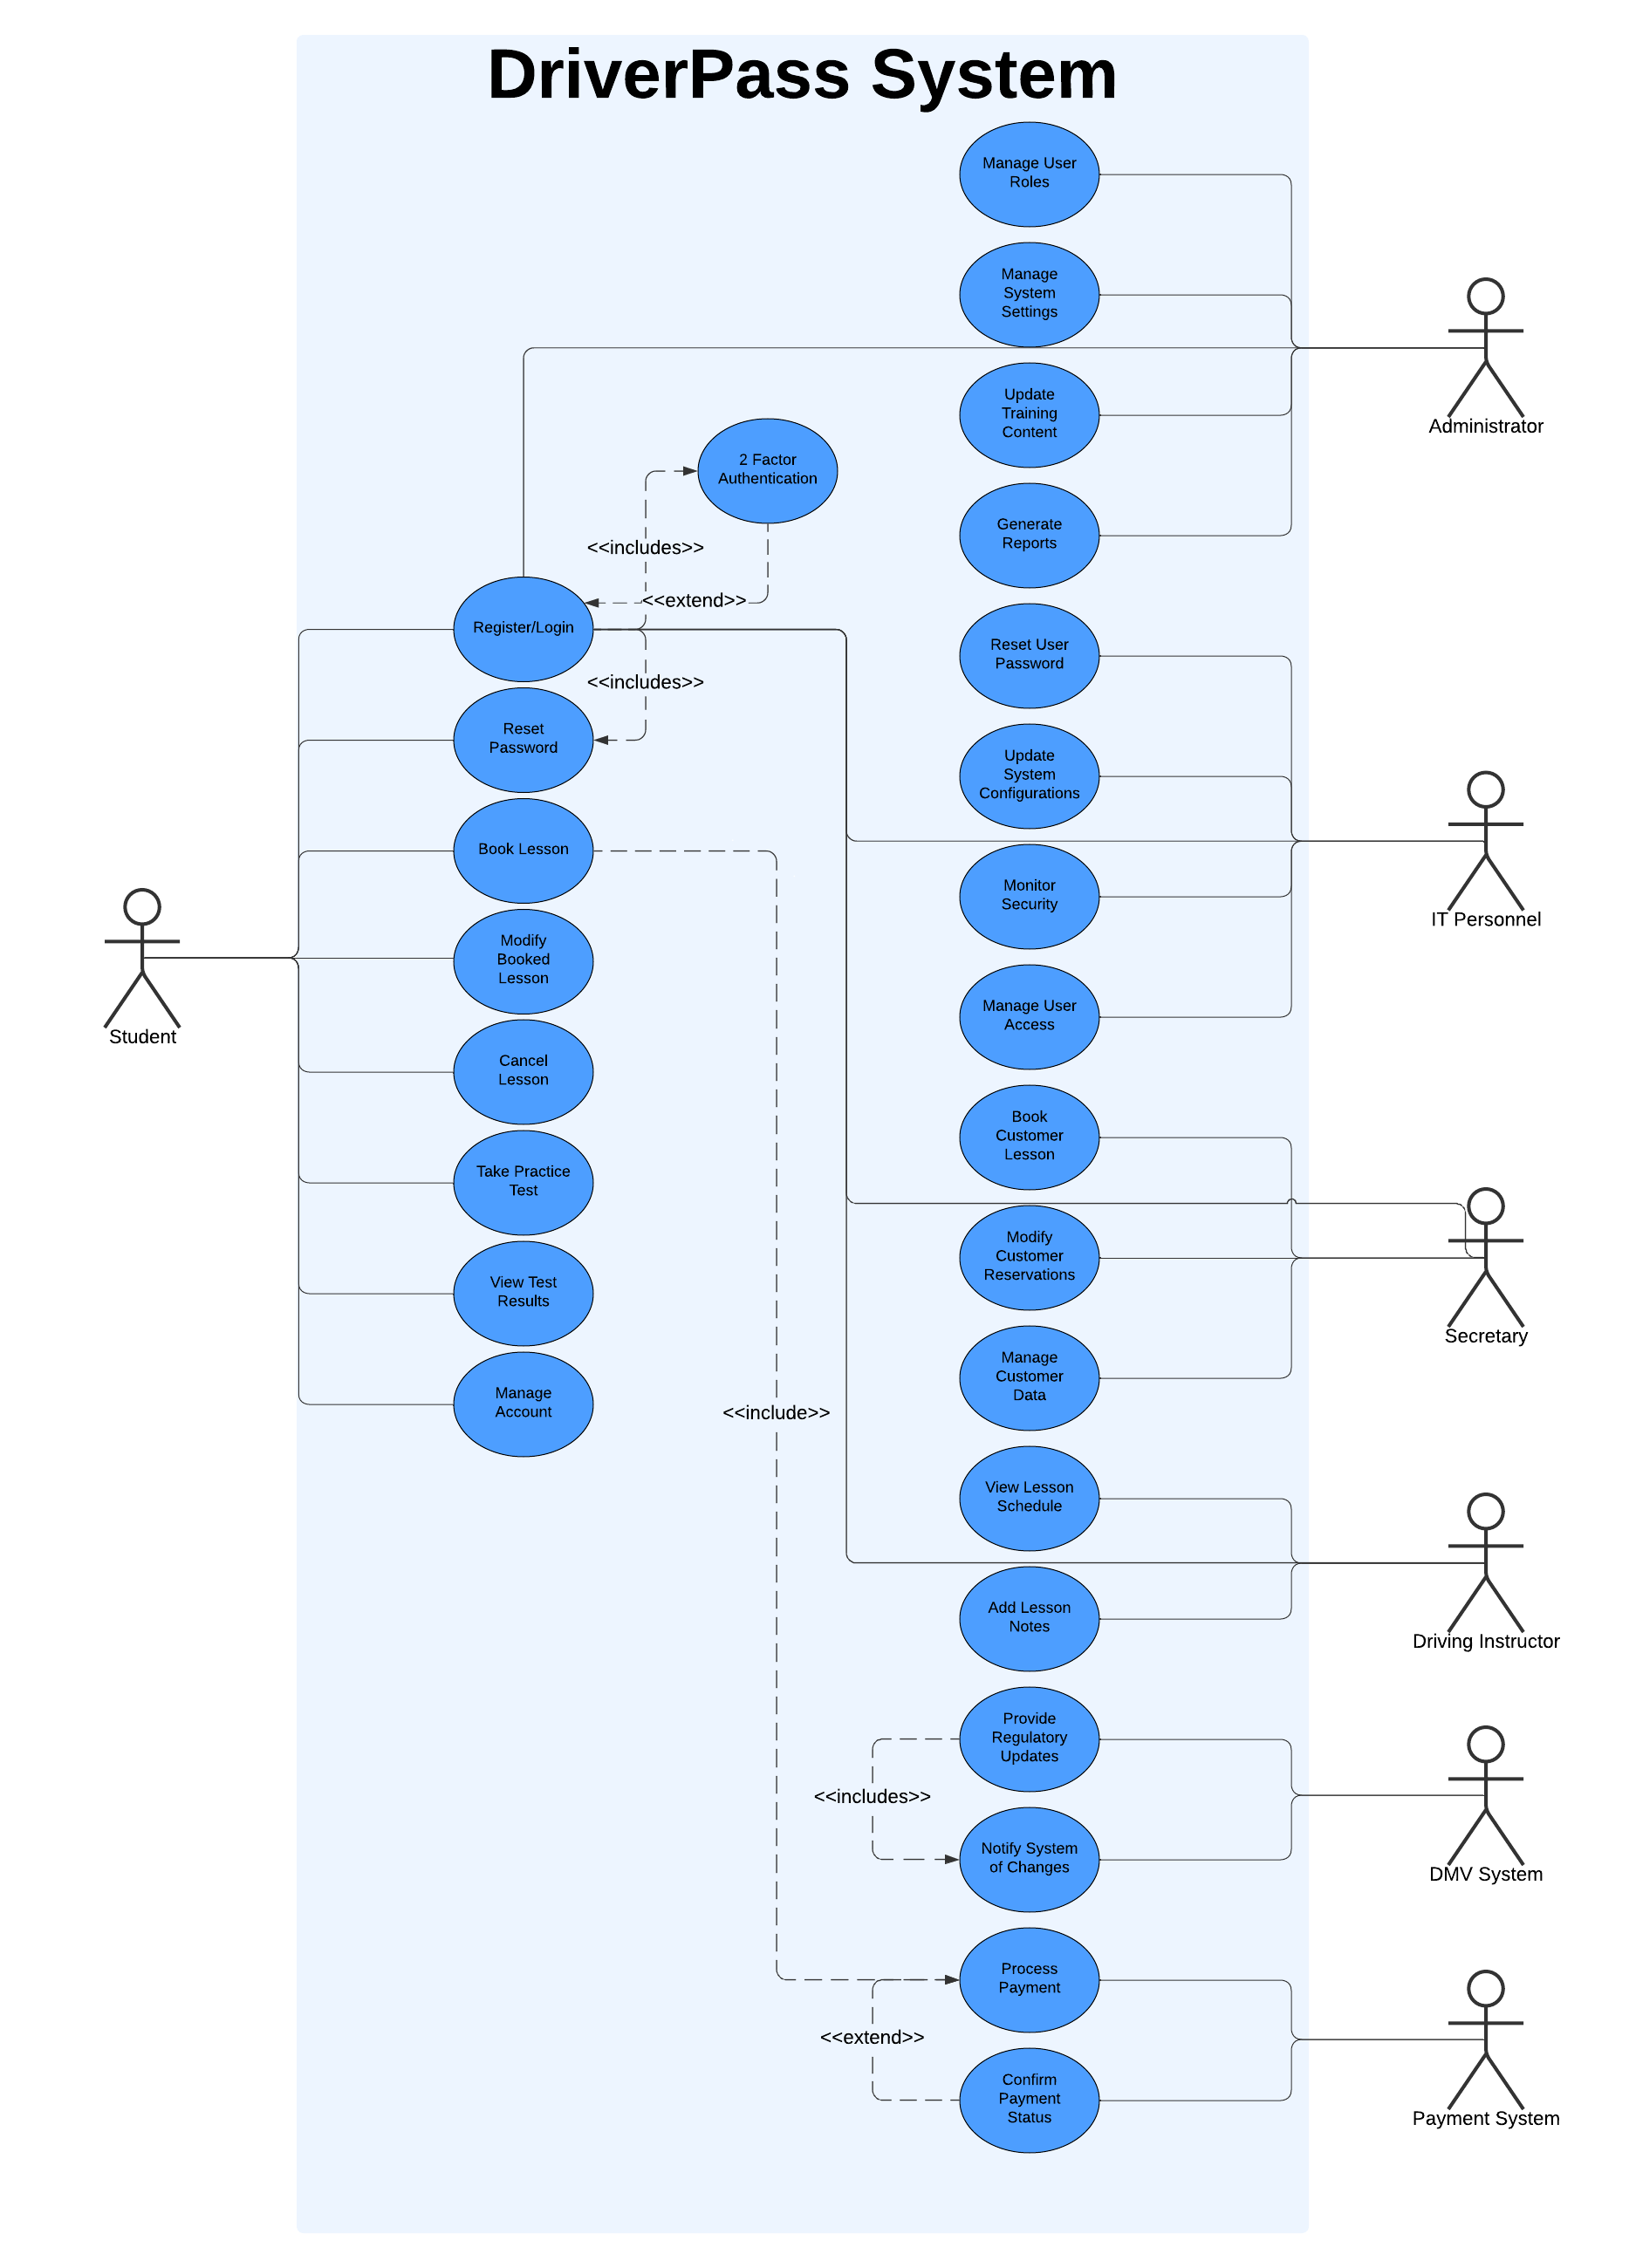 DriverPass System
Manage User
Roles
Manage
System
Settings
Administrator
Update
Training
Content
2 Factor
Authentication
Generate
Reports
<<includes>>
<<extend>>
Register/Login
Reset User
Password
<<includes>>
Reset
Password
Update
System
Configurations
Book Lesson
Monitor
Security
IT Personnel
Modify
Booked
Lesson
Student
Manage User
Access
Cancel
Lesson
Book
Customer
Lesson
Take Practice
Test
Modify
Customer
Reservations
View Test
Results
Secretary
Manage
Customer
Data
Manage
Account
<<include>>
View Lesson
Schedule
Add Lesson
Notes
Driving Instructor
Provide
Regulatory
Updates
<<includes>>
Notify System
of Changes
DMV System
Process
Payment
<<extend>>
Confirm
Payment
Status
Payment System